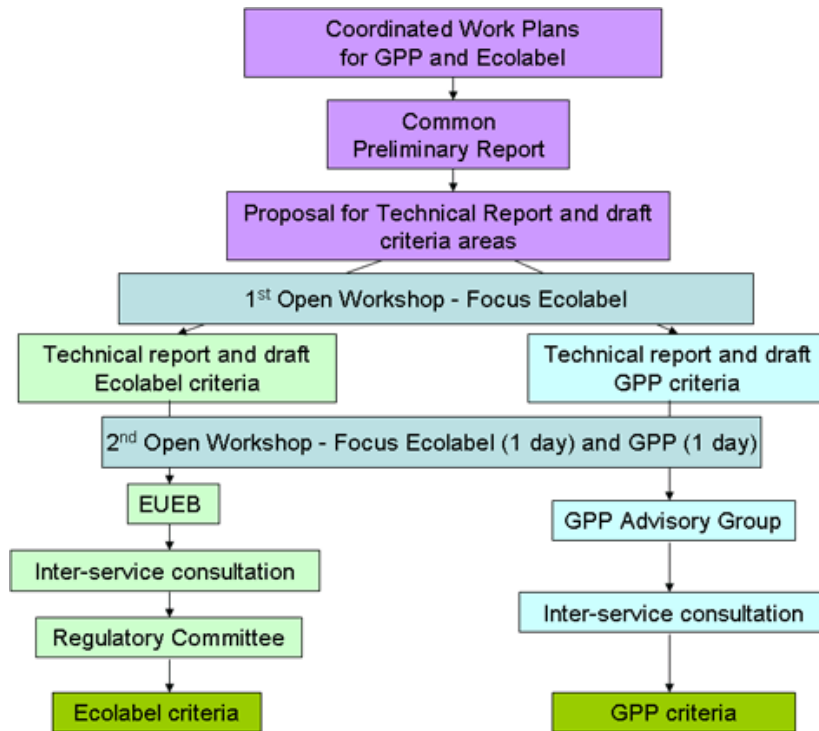 Coordinated Work Plans
for GPP and Ecolabel
Common
Preliminary Report
Proposal for Technical Report and draft
criteria areas
1st Open Workshop - Focus Ecolabel
Technical report and draft
Ecolabel criteria
Technical report and draft
GPP criteria
2nd Open Workshop - Focus Ecolabel (1 day) and GPP (1 day)
EUEB
GPP Advisory Group
Inter-service consultation
Inter-service consultation
Regulatory Committee
Ecolabel criteria
GPP criteria